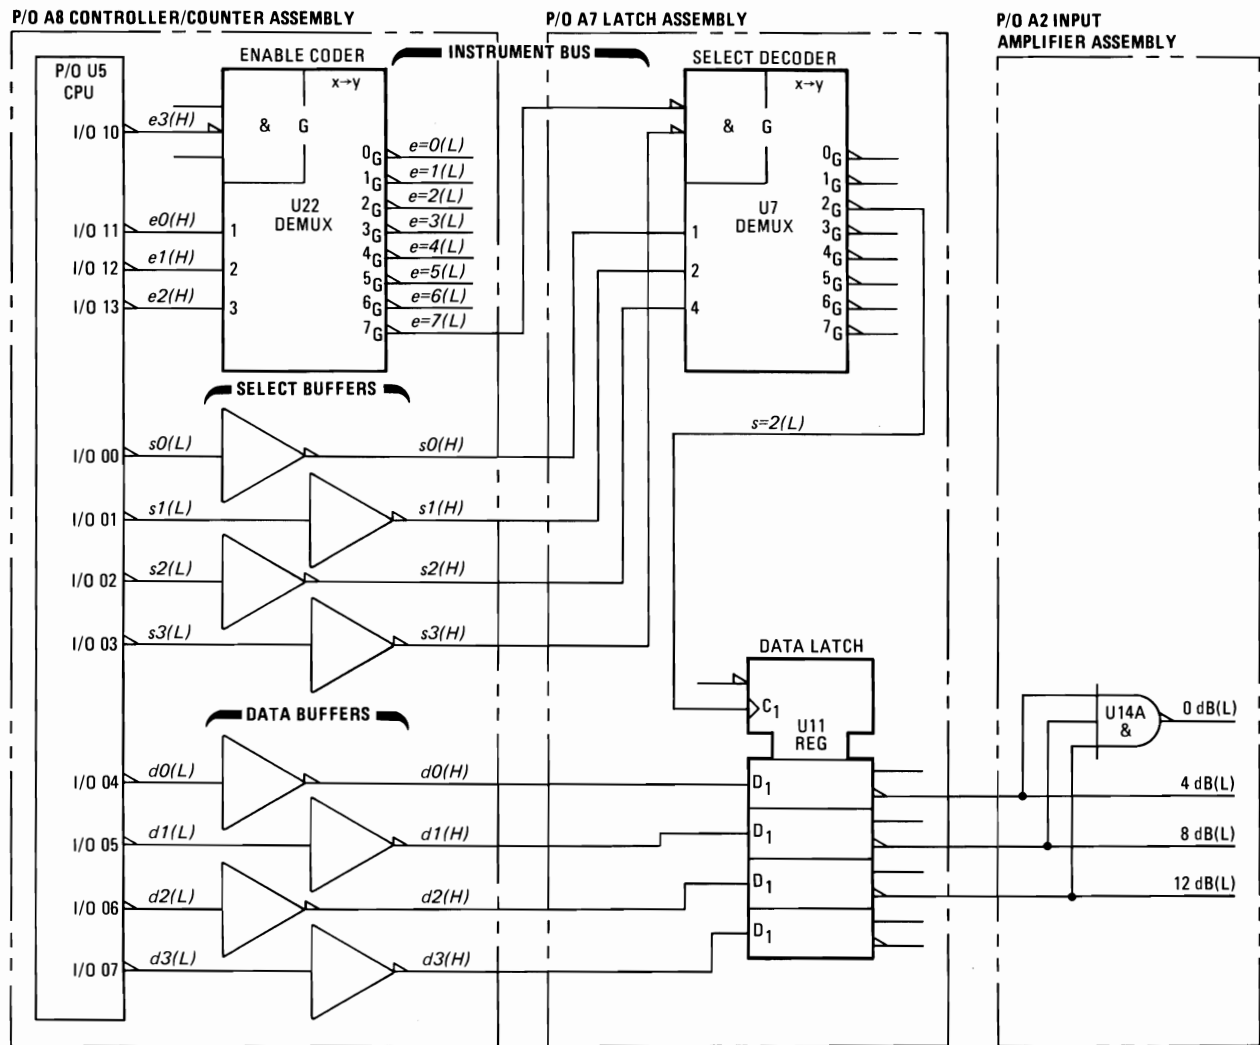 P/O A8 CONTROLLER/COUNTER ASSEMBLY
P/O A7 LATCH ASSEMBLY
P/O A2 INPUT
AMPLIFIER ASSEMBLY
P/O U5
CPU
ENABLE CODER
INSTRUMENT BUS
SELECT DECODER
x→y
& G
x→y
& G
I/O 10
e3(H)
0G
e=0(L)
1G
e=1(L)
2G
e=2(L)
3G
e=3(L)
4G
e=4(L)
5G
e=5(L)
6G
e=6(L)
7G
e=7(L)
U22
DEMUX
I/O 11
e0(H)
1
I/O 12
e1(H)
2
I/O 13
e2(H)
3
U7
DEMUX
1
2
4
0G
1G
2G
3G
4G
5G
6G
7G
SELECT BUFFERS
s=2(L)
I/O 00
s0(L)
s0(H)
I/O 01
s1(L)
s1(H)
I/O 02
s2(L)
s2(H)
I/O 03
s3(L)
s3(H)
DATA LATCH
C1
U11
REG
DATA BUFFERS
U14A
&
0 dB(L)
I/O 04
d0(L)
d0(H)
D1
4 dB(L)
I/O 05
d1(L)
d1(H)
D1
8 dB(L)
I/O 06
d2(L)
d2(H)
D1
12 dB(L)
I/O 07
d3(L)
d3(H)
D1